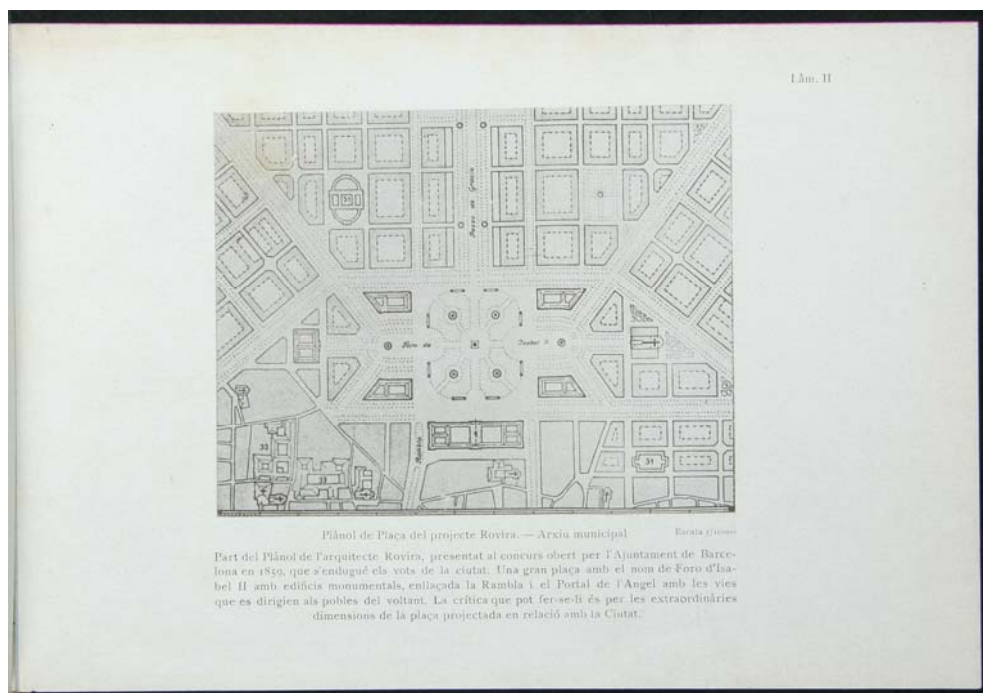 Làm. II
Passo de Gracia
Foro de Isabel II
Rambla
33
31
Plànol de Plaça del projecte Rovira. — Arxiu municipal
Escala
Part del Plànol de l'arquitecte Rovira, presentat al concurs obert per l'Ajuntament de Barce-
lona en 1859, que s'endugué els vots de la ciutat. Una gran plaça amb el nom de Foro d'Isa-
bel II amb edificis monumentals, enllaçada la Rambla i el Portal de l'Angel amb les vies
que es dirigien als pobles del voltant. La crítica que pot fer-se-li és per les extraordinàries
dimensions de la plaça projectada en relació amb la Ciutat.